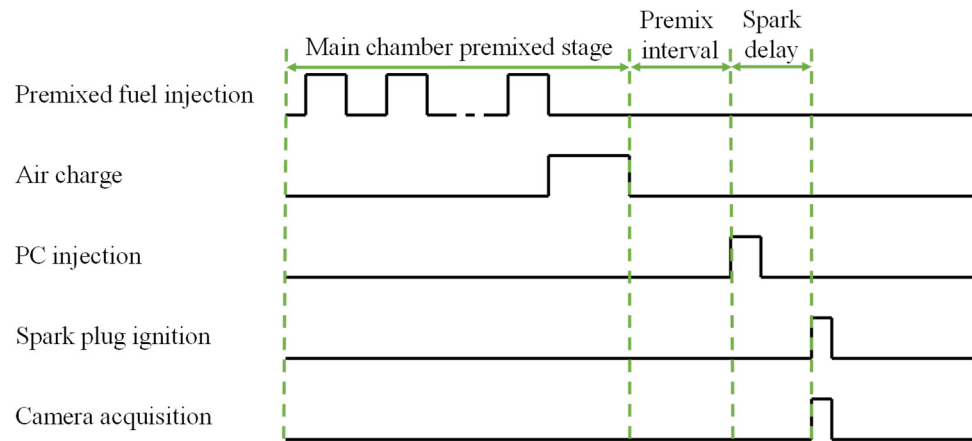 Main chamber premixed stage
Premix
interval
Spark
delay
Premixed fuel injection
Air charge
PC injection
Spark plug ignition
Camera acquisition